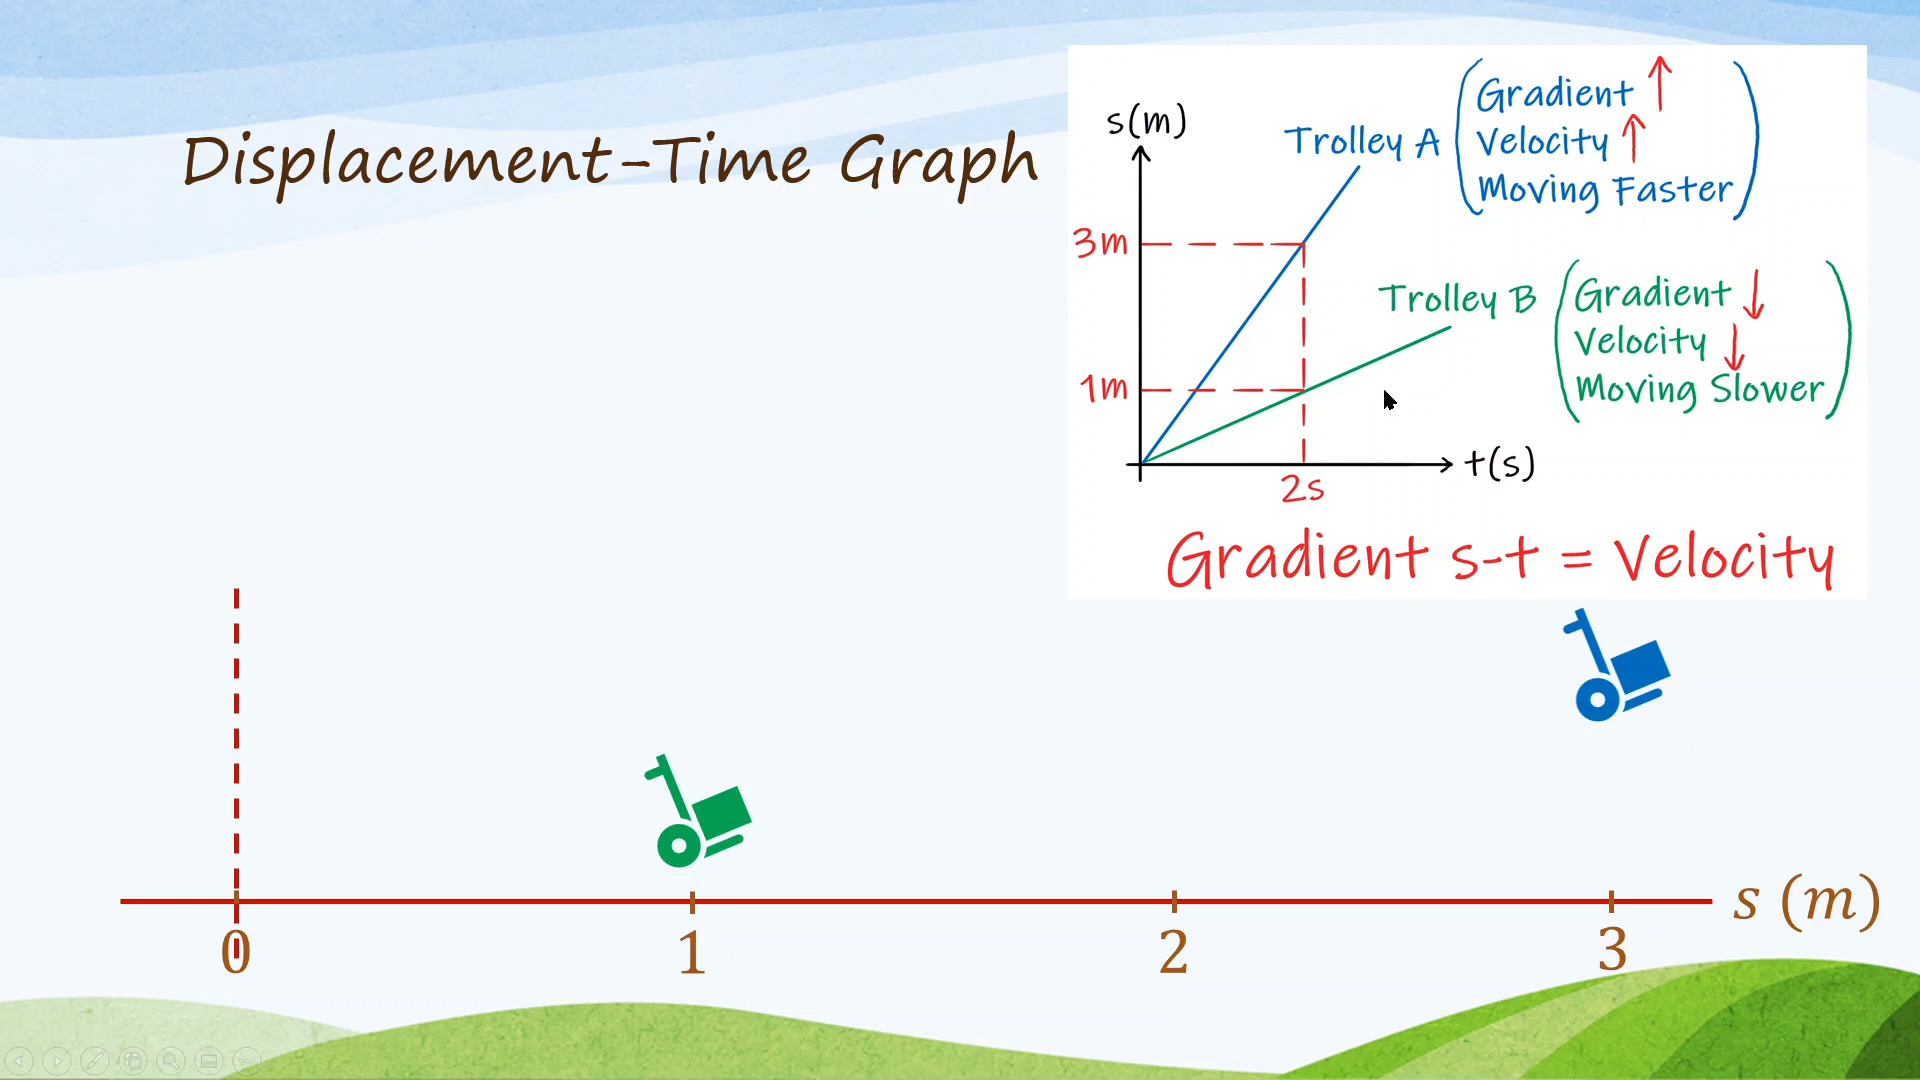 Displacement-Time Graph
s(m)
Trolley A
Gradient ↑
Velocity ↑
Moving Faster
3m
Trolley B
Gradient ↓
Velocity ↓
Moving Slower
1m
t(s)
2s
Gradient s-t = Velocity
s (m)
0 1 2 3